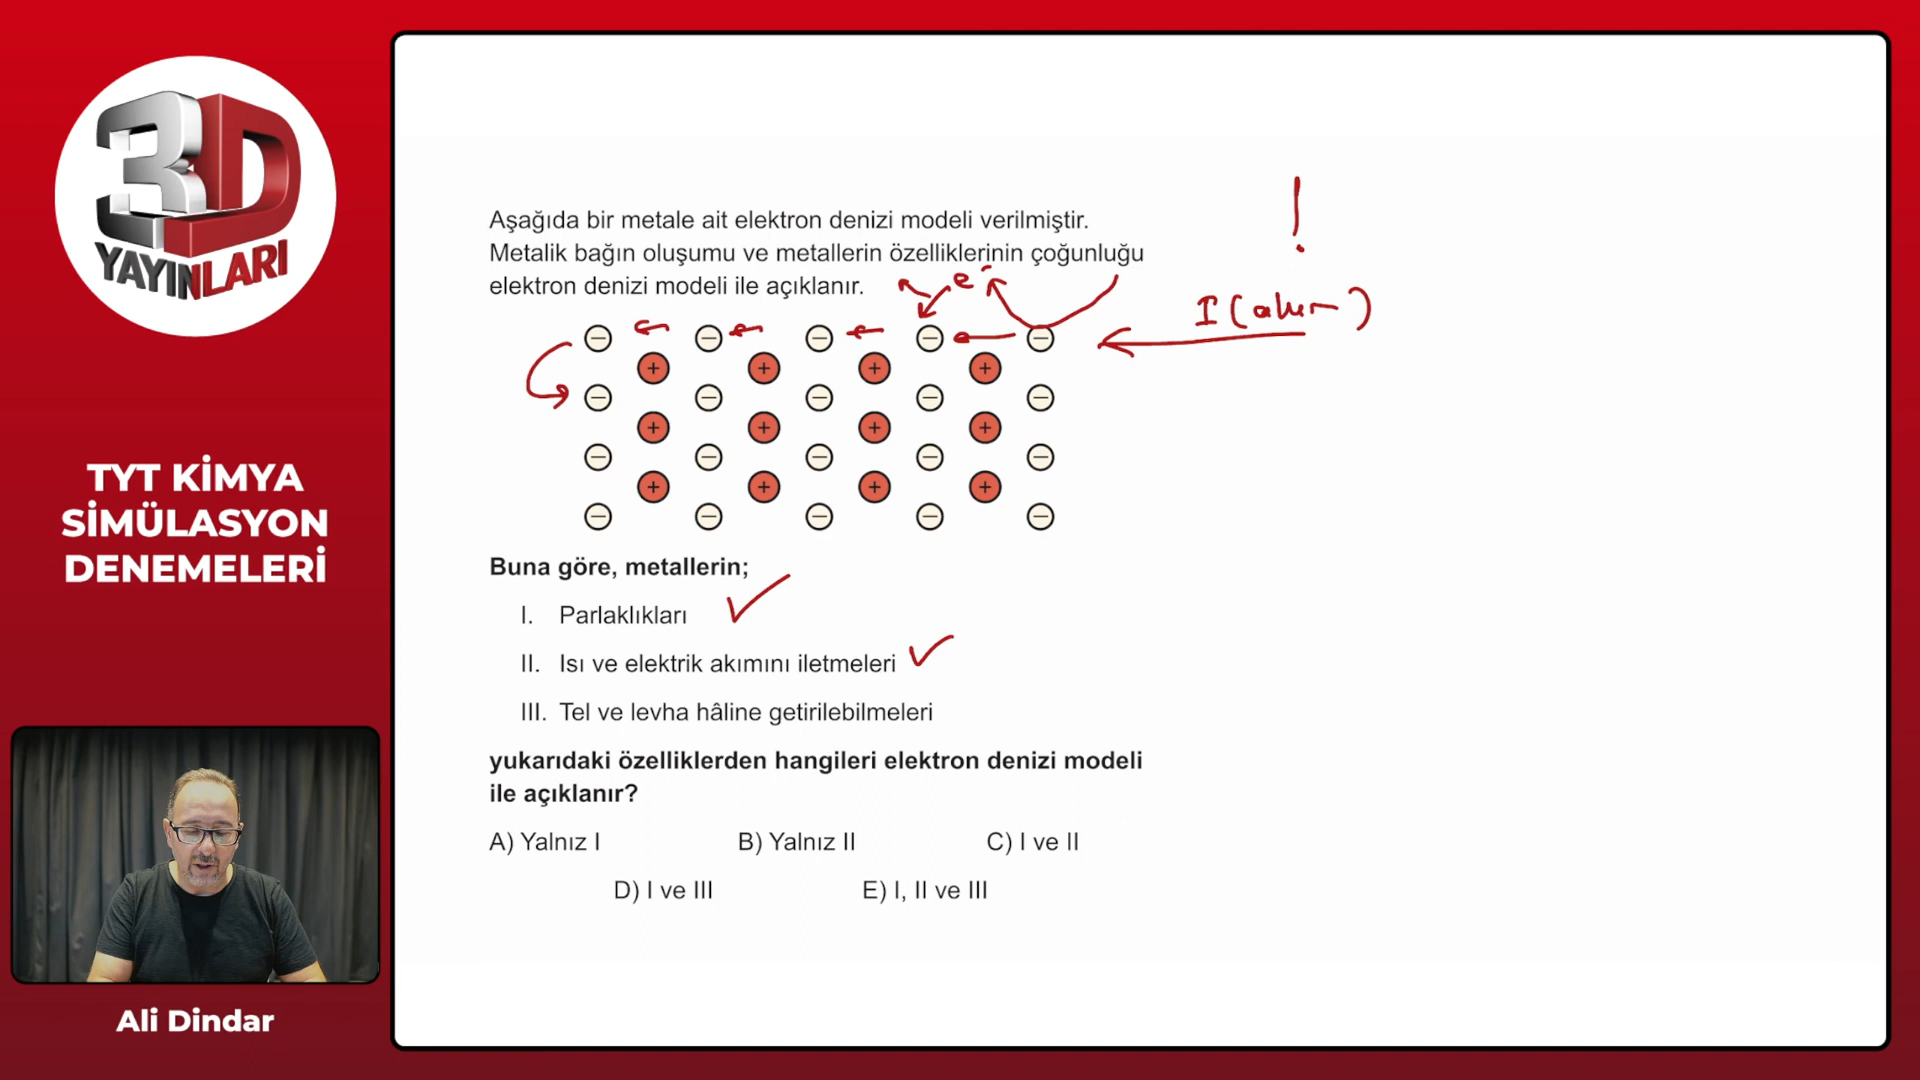 3D
YAYINLARI
TYT KİMYA
SİMÜLASYON
DENEMELERİ
Ali Dindar
Aşağıda bir metale ait elektron denizi modeli verilmiştir.
Metalik bağın oluşumu ve metallerin özelliklerinin çoğunluğu
elektron denizi modeli ile açıklanır.
!
e⁻
I (akım)
− − − − −
+ + + +
− − − − −
+ + + +
− − − − −
+ + + +
− − − − −
Buna göre, metallerin;
I. Parlaklıkları ✓
II. Isı ve elektrik akımını iletmeleri ✓
III. Tel ve levha hâline getirilebilmeleri
yukarıdaki özelliklerden hangileri elektron denizi modeli
ile açıklanır?
A) Yalnız I B) Yalnız II C) I ve II
D) I ve III E) I, II ve III